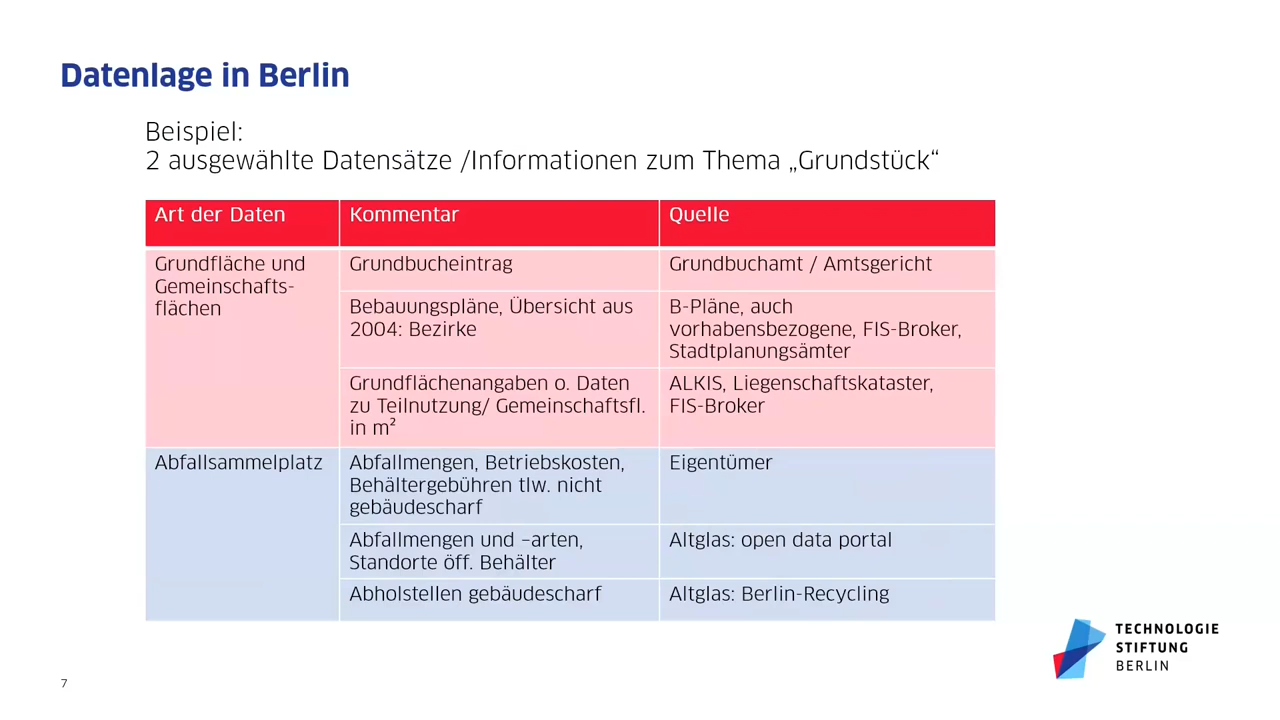 Datenlage in Berlin
Beispiel:
2 ausgewählte Datensätze /Informationen zum Thema „Grundstück“
Art der Daten
Kommentar
Quelle
Grundfläche und
Gemeinschafts-
flächen
Grundbucheintrag
Grundbuchamt / Amtsgericht
Bebauungspläne, Übersicht aus
2004: Bezirke
B-Pläne, auch
vorhabensbezogene, FIS-Broker,
Stadtplanungsämter
Grundflächenangaben o. Daten
zu Teilnutzung/ Gemeinschaftsfl.
in m²
ALKIS, Liegenschaftskataster,
FIS-Broker
Abfallsammelplatz
Abfallmengen, Betriebskosten,
Behältergebühren tlw. nicht
gebäudescharf
Eigentümer
Abfallmengen und –arten,
Standorte öff. Behälter
Altglas: open data portal
Abholstellen gebäudescharf
Altglas: Berlin-Recycling
TECHNOLOGIE
STIFTUNG
BERLIN
7